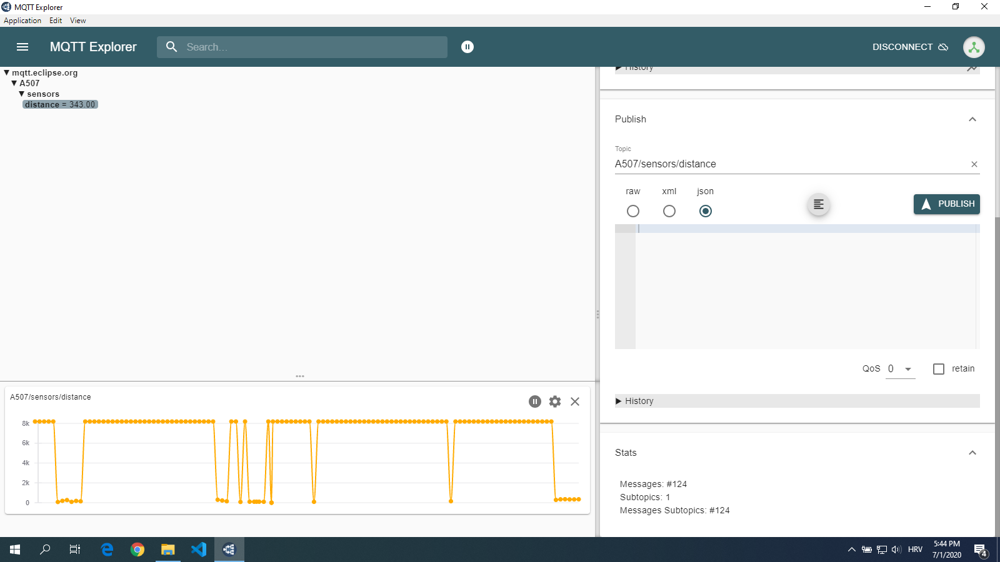 MQTT Explorer
Application Edit View
MQTT Explorer
Search...
DISCONNECT
▼ mqtt.eclipse.org
▼ A507
▼ sensors
distance = 343.00
▶ History
Publish
Topic
A507/sensors/distance
raw xml json
PUBLISH
QoS 0 retain
▶ History
A507/sensors/distance
8k
6k
4k
2k
0
Stats
Messages: #124
Subtopics: 1
Messages Subtopics: #124
HRV
5:44 PM
7/1/2020
4